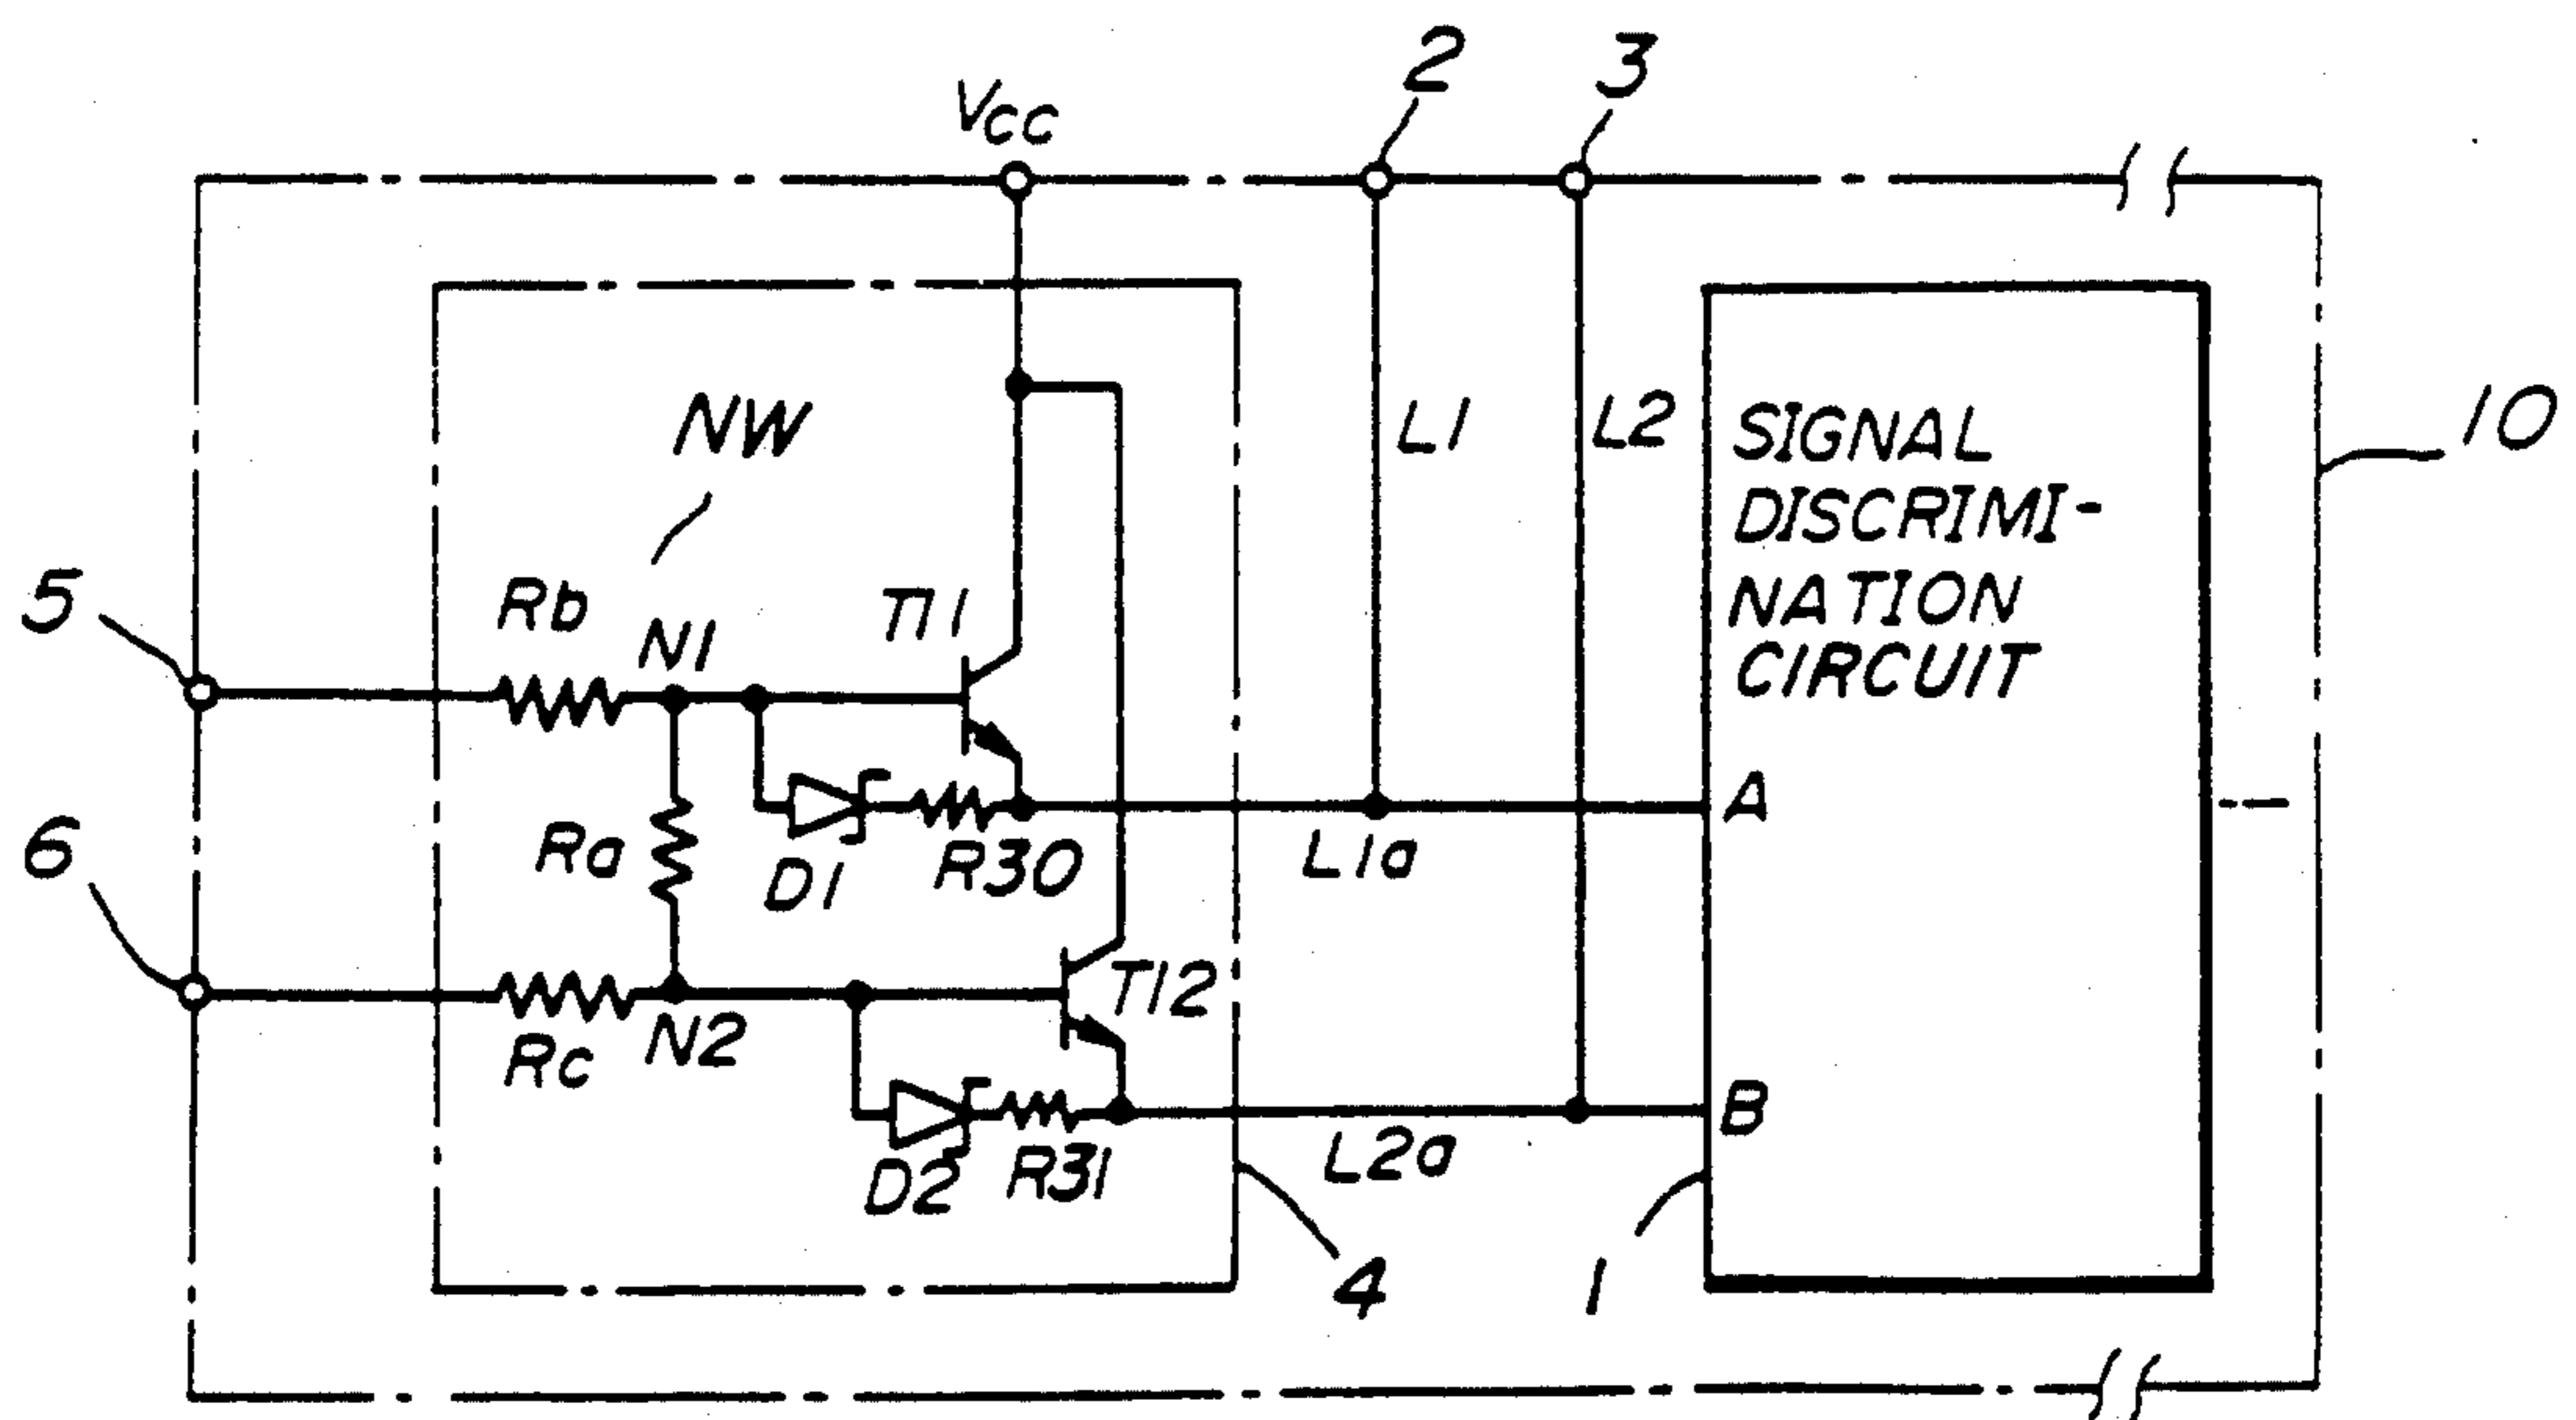 2
3
Vcc
10
NW
L1
L2
SIGNAL
DISCRIMI-
NATION
CIRCUIT
5
Rb
N1
T11
A
6
Ra
D1
R30
L1a
T12
Rc
N2
B
D2
R31
L2a
4
1